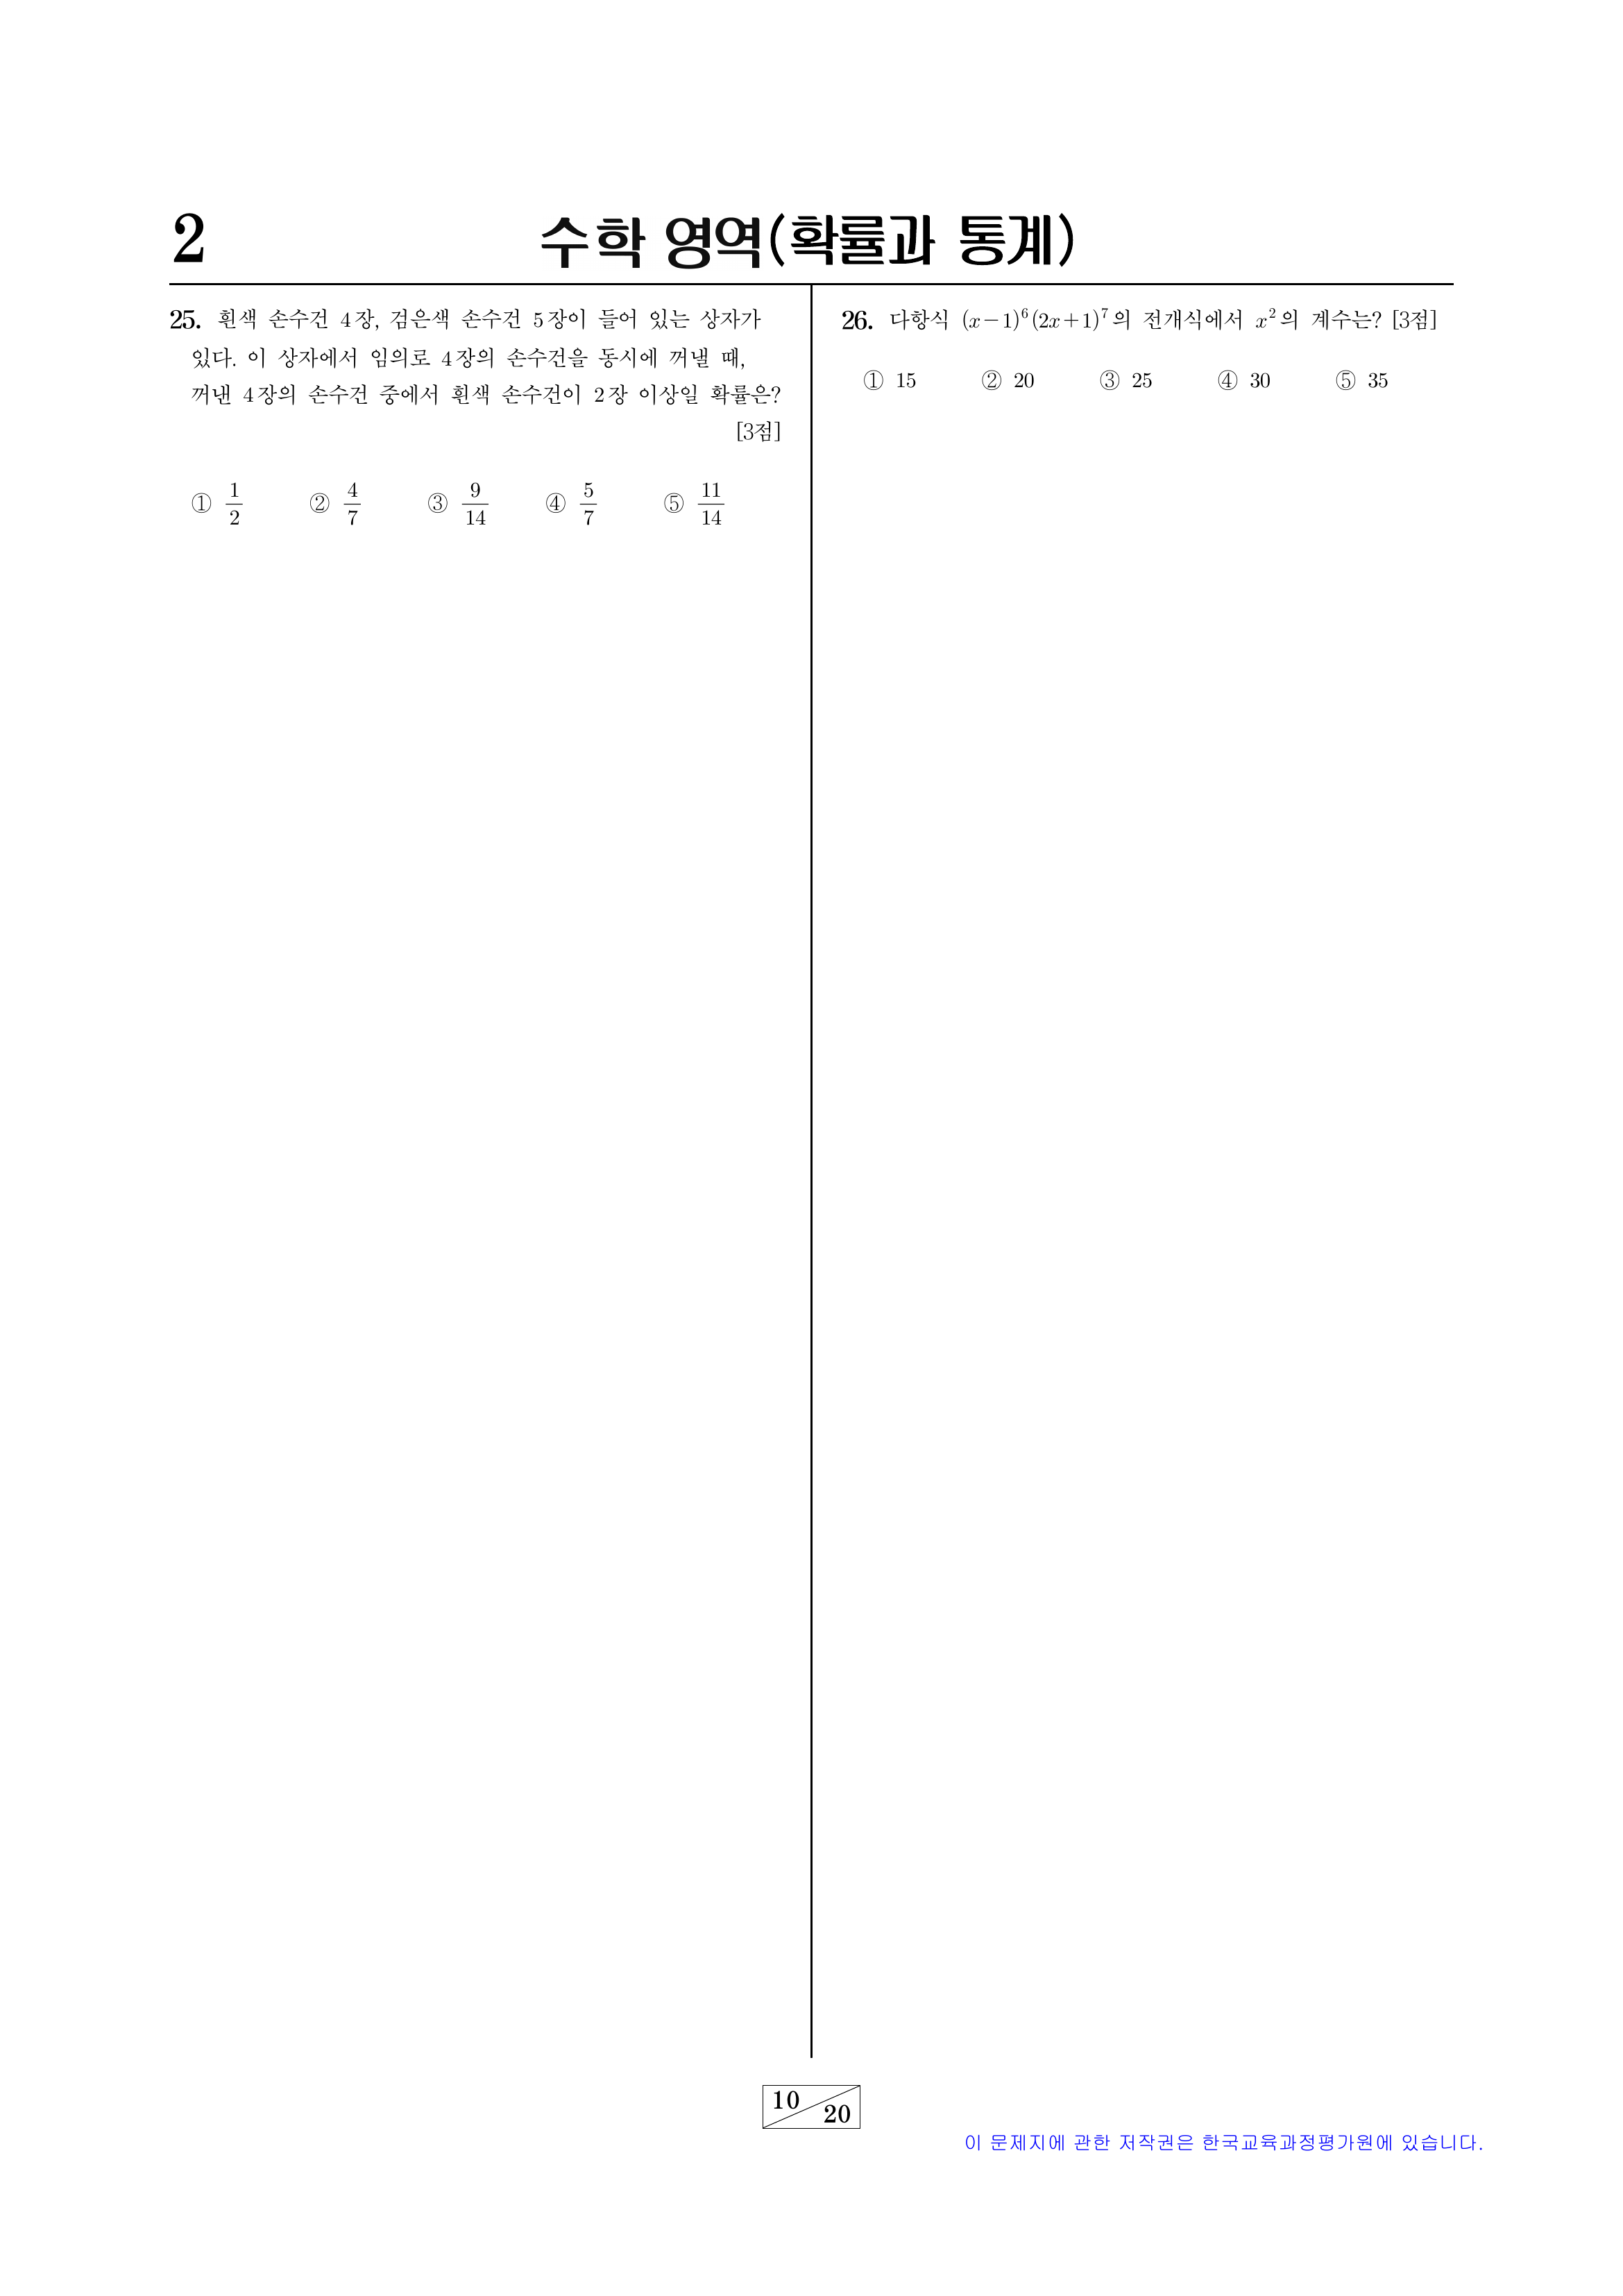 2
수학 영역(확률과 통계)
25. 흰색 손수건 4장, 검은색 손수건 5장이 들어 있는 상자가
있다. 이 상자에서 임의로 4장의 손수건을 동시에 꺼낼 때,
꺼낸 4장의 손수건 중에서 흰색 손수건이 2장 이상일 확률은?
[3점]
① 1/2 ② 4/7 ③ 9/14 ④ 5/7 ⑤ 11/14
26. 다항식 (x-1)^6(2x+1)^7의 전개식에서 x^2의 계수는? [3점]
① 15 ② 20 ③ 25 ④ 30 ⑤ 35
10
20
이 문제지에 관한 저작권은 한국교육과정평가원에 있습니다.